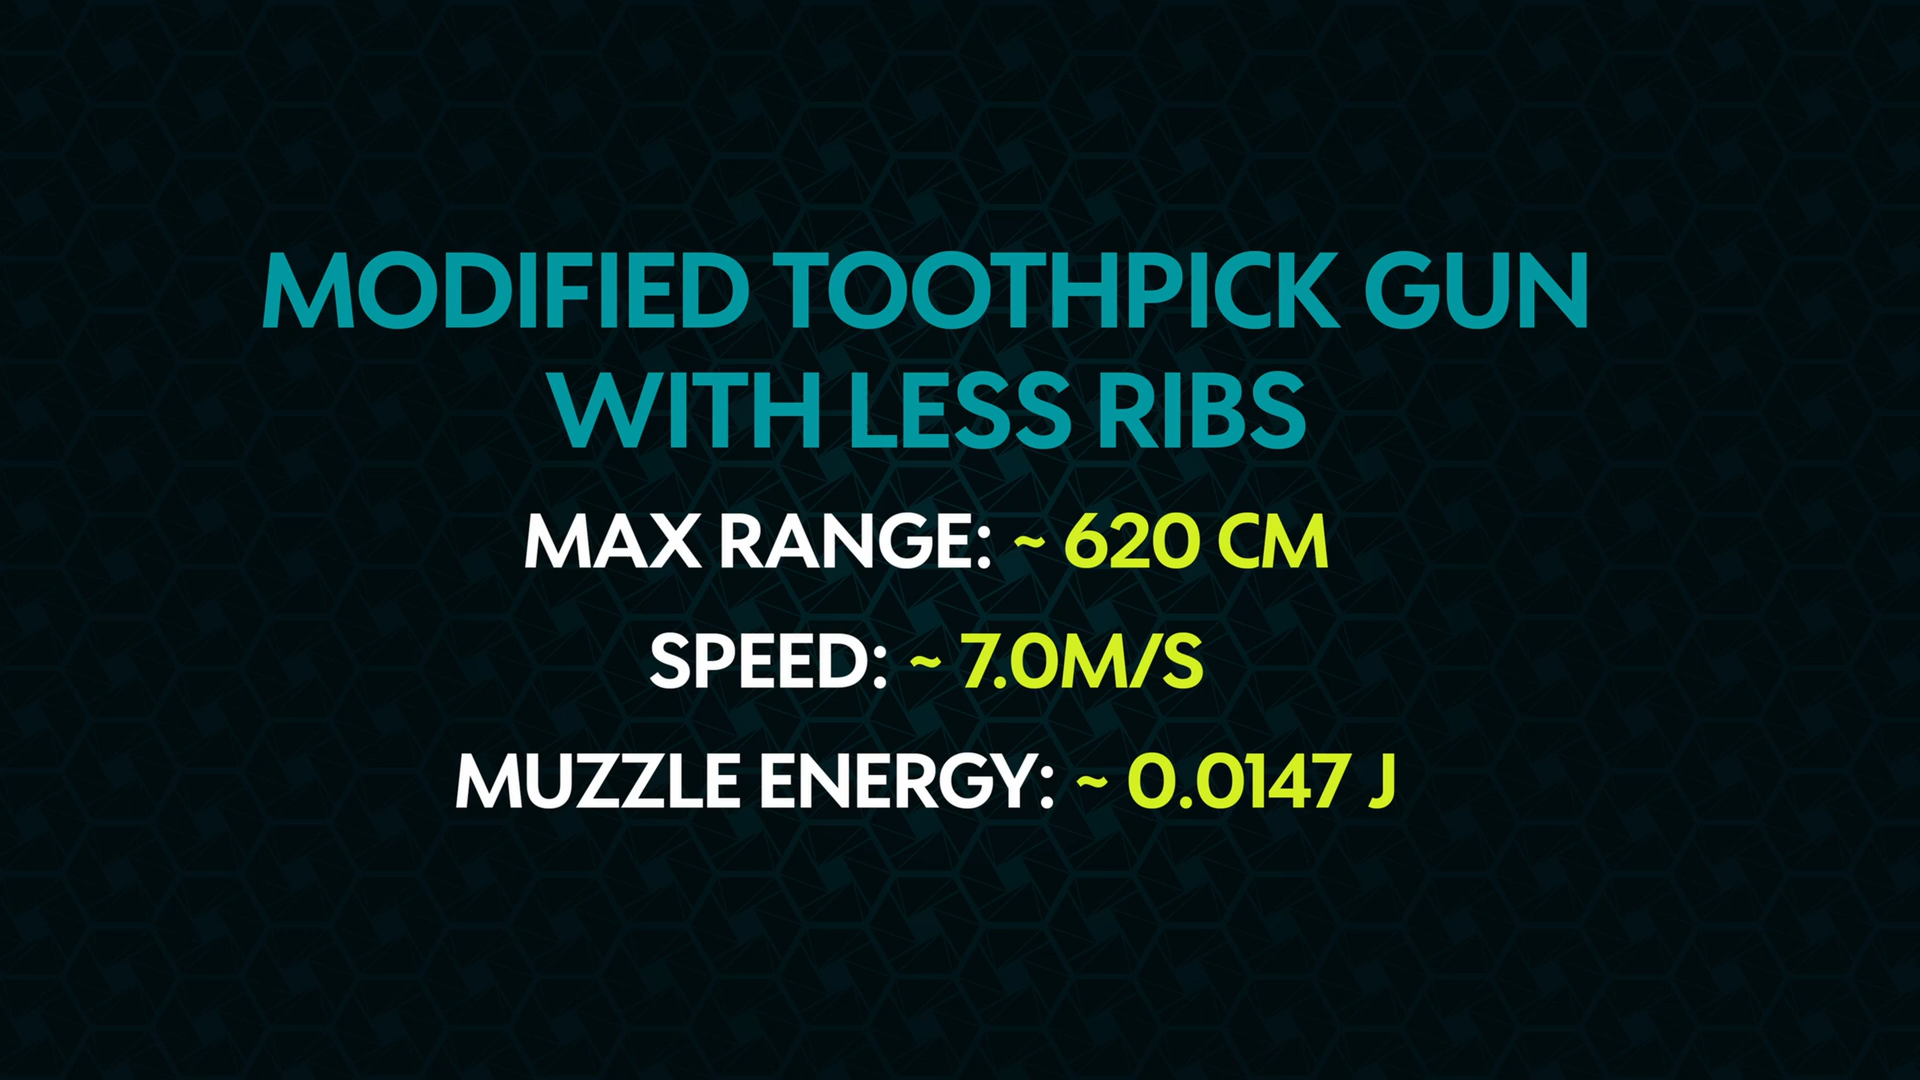 MODIFIED TOOTHPICK GUN
WITH LESS RIBS
MAX RANGE: ~ 620 CM
SPEED: ~ 7.0M/S
MUZZLE ENERGY: ~ 0.0147 J